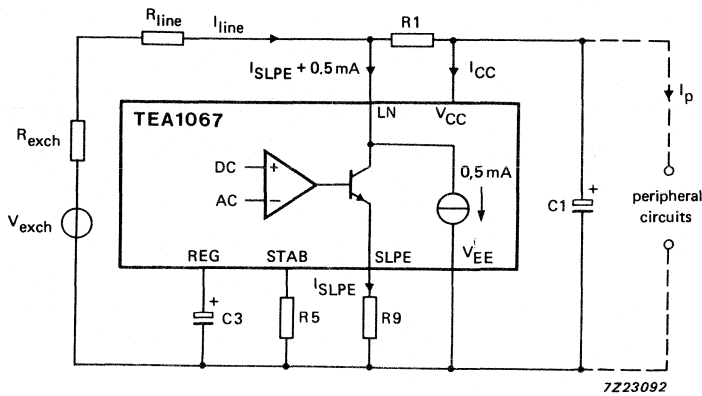 Rline
Iline
R1
ISLPE + 0.5 mA
ICC
Ip
TEA1067
LN
VCC
Rexch
DC
+
AC
−
0,5 mA
C1
+
peripheral
circuits
Vexch
REG
STAB
SLPE
VEE
+
C3
R5
ISLPE
R9
7Z23092